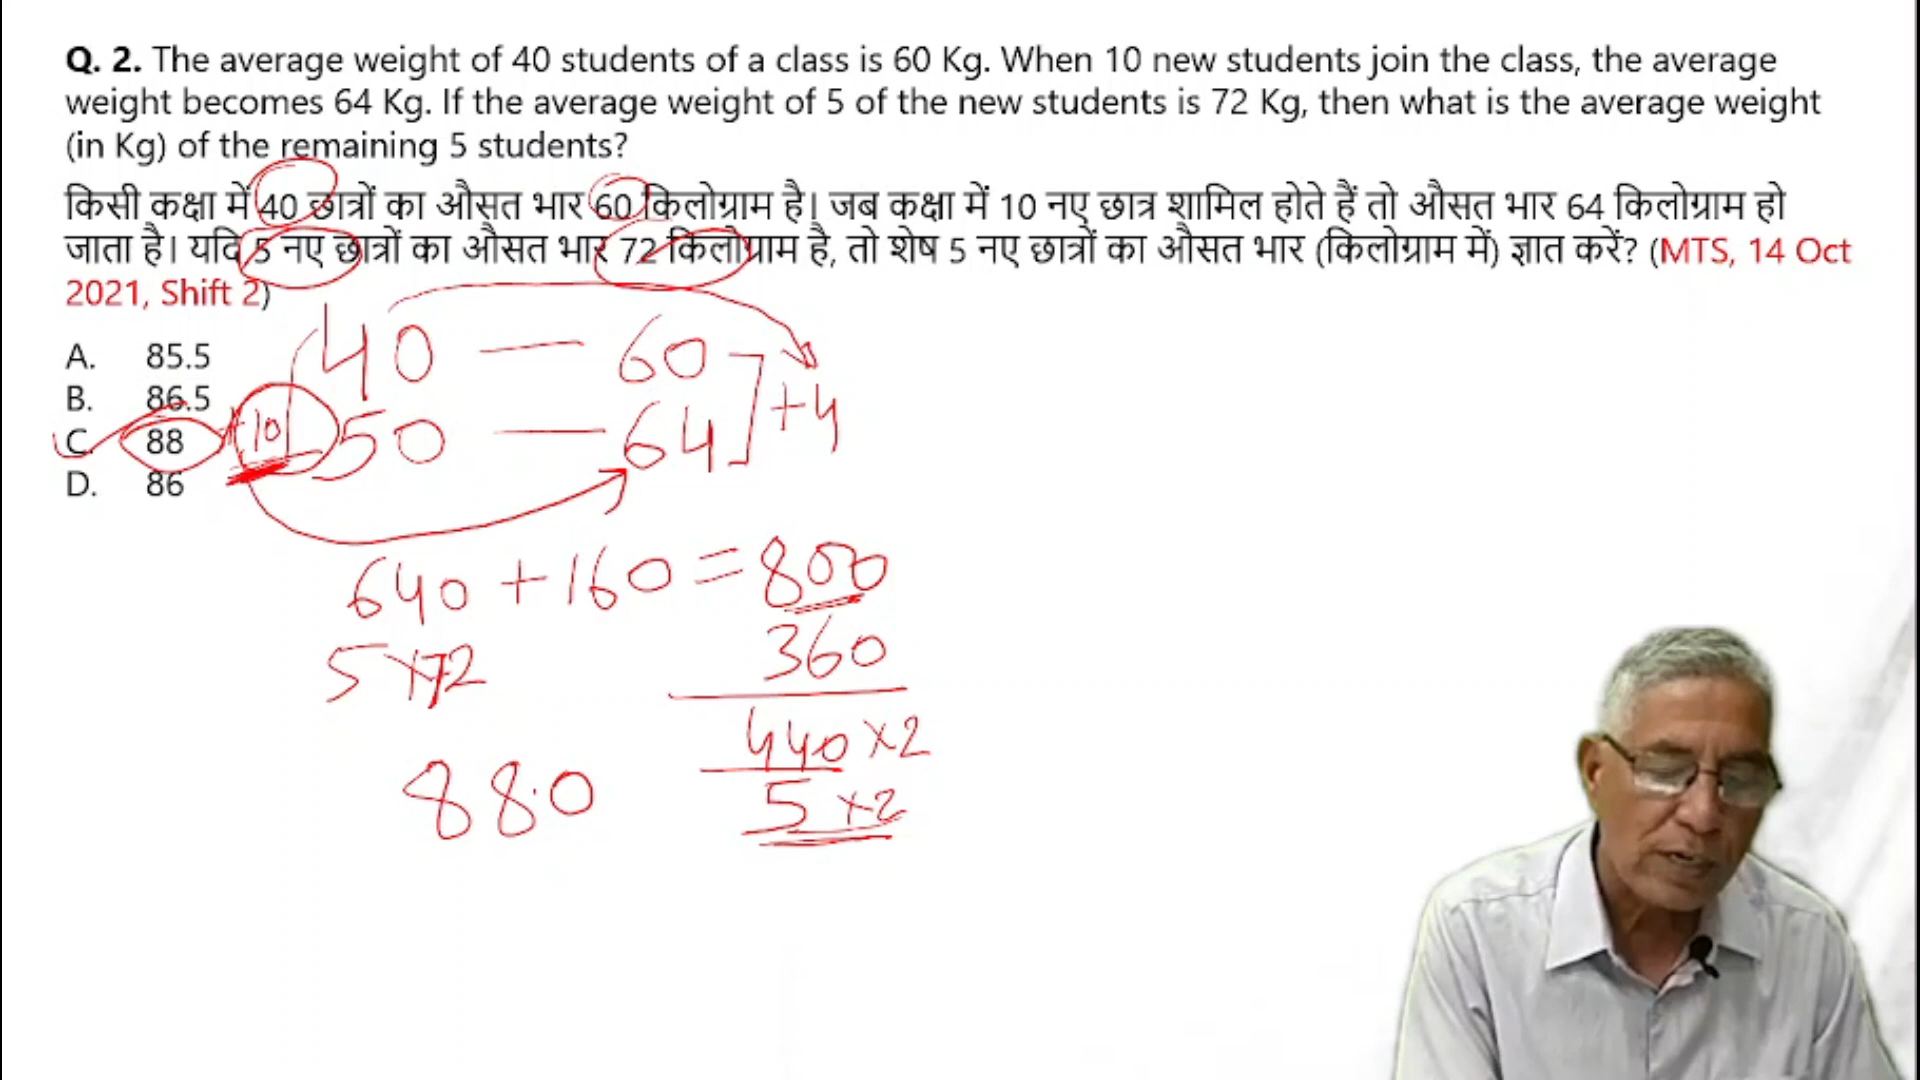 Q. 2. The average weight of 40 students of a class is 60 Kg. When 10 new students join the class, the average
weight becomes 64 Kg. If the average weight of 5 of the new students is 72 Kg, then what is the average weight
(in Kg) of the remaining 5 students?
किसी कक्षा में 40 छात्रों का औसत भार 60 किलोग्राम है। जब कक्षा में 10 नए छात्र शामिल होते हैं तो औसत भार 64 किलोग्राम हो
जाता है। यदि 5 नए छात्रों का औसत भार 72 किलोग्राम है, तो शेष 5 नए छात्रों का औसत भार (किलोग्राम में) ज्ञात करें? (MTS, 14 Oct
2021, Shift 2)
A. 85.5
B. 86.5
C. 88
D. 86
40 — 60
+10 50 — 64 +4
640 + 160 = 800
5 × 72 360
440 × 2
88.0 5 × 2